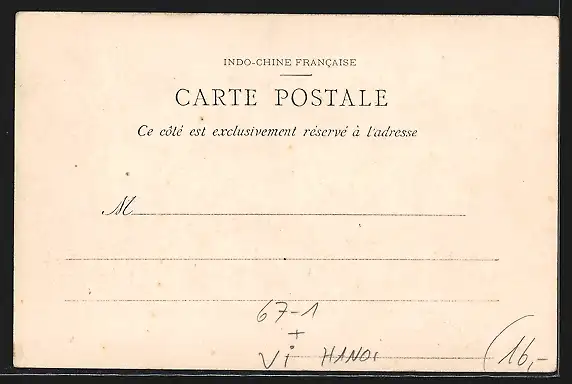 INDO-CHINE FRANÇAISE
CARTE POSTALE
Ce côté est exclusivement réservé à l'adresse
M
67-1
+
Vi HANOI
(16,-